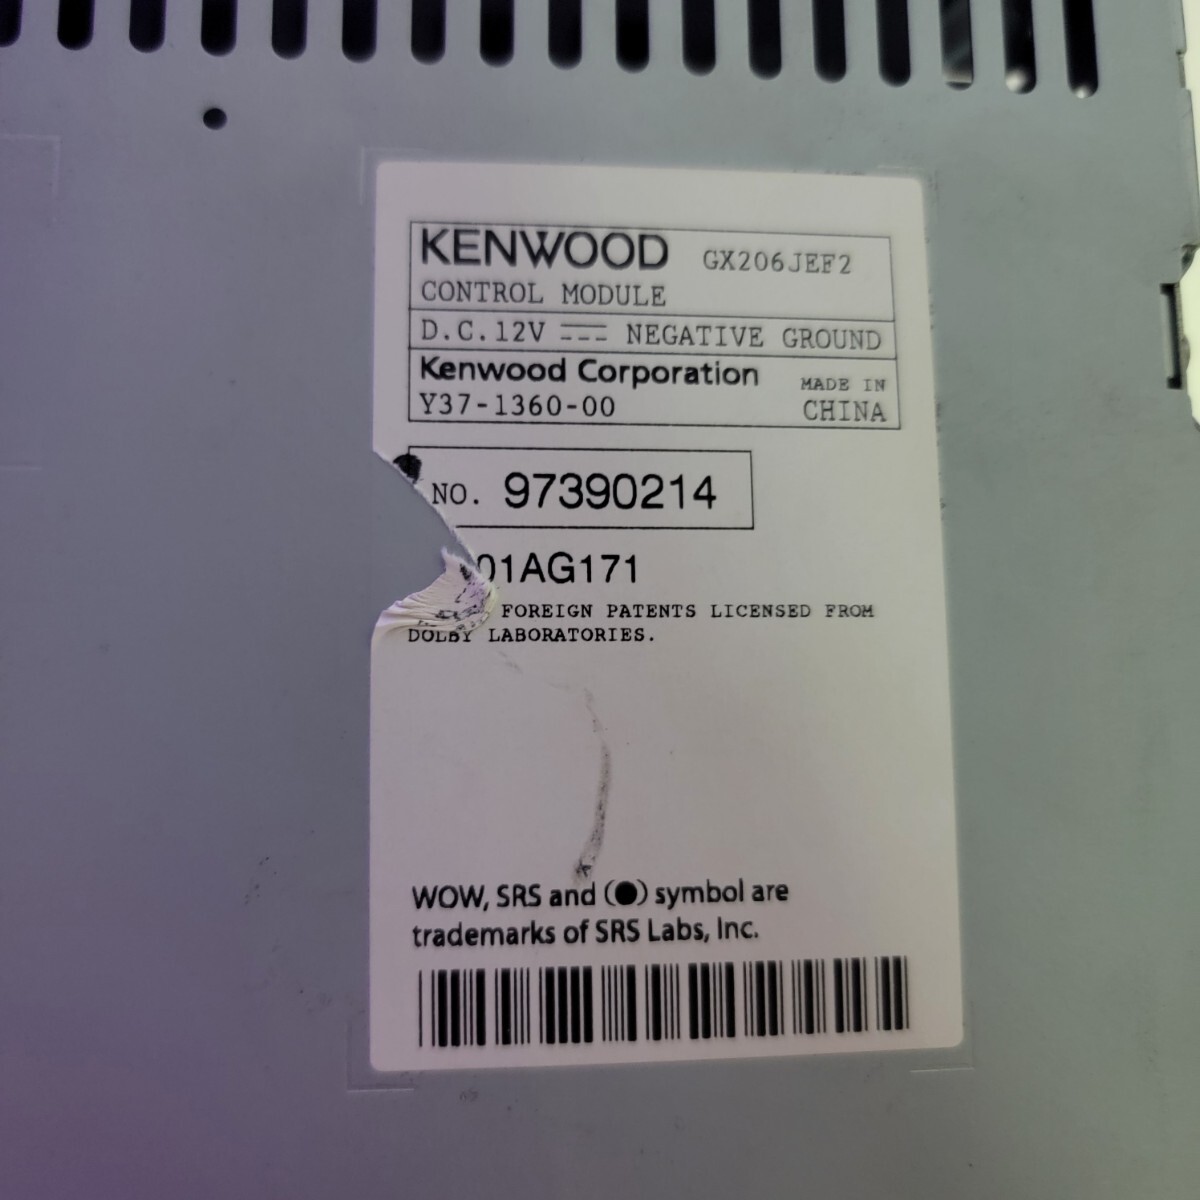 KENWOOD GX206JEF2
CONTROL MODULE
D.C.12V NEGATIVE GROUND
Kenwood Corporation MADE IN
Y37-1360-00 CHINA
NO. 97390214
01AG171
FOREIGN PATENTS LICENSED FROM
DOLBY LABORATORIES.
WOW, SRS and (●) symbol are
trademarks of SRS Labs, Inc.